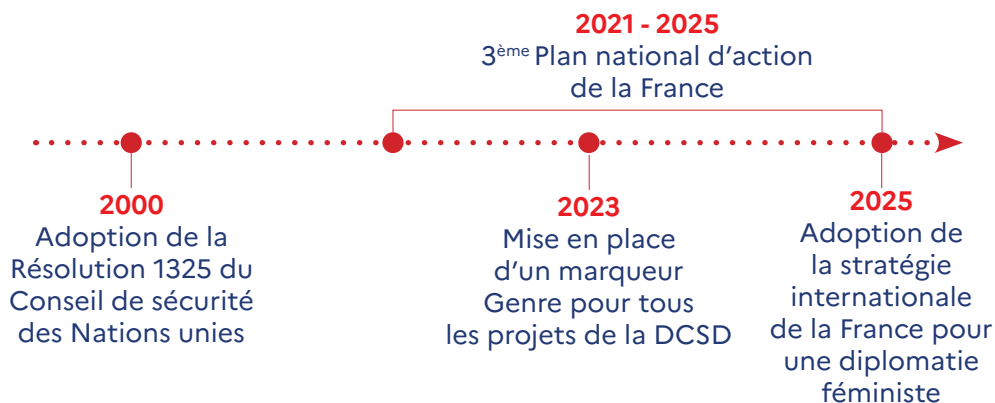 2021 - 2025
3ème Plan national d’action
de la France
2000
Adoption de la
Résolution 1325 du
Conseil de sécurité
des Nations unies
2023
Mise en place
d’un marqueur
Genre pour tous
les projets de la DCSD
2025
Adoption de
la stratégie
internationale
de la France pour
une diplomatie
féministe